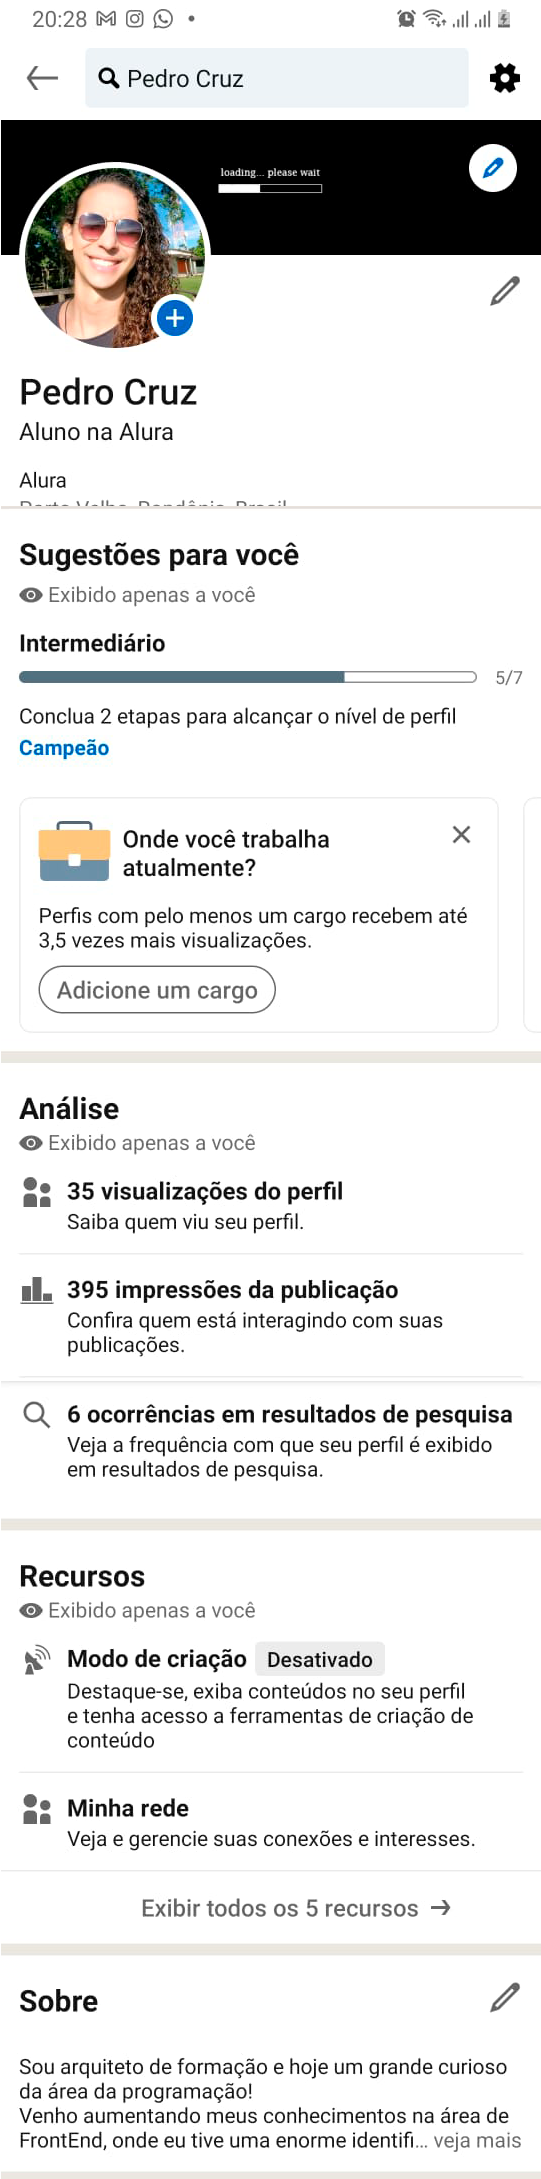 20:28
Pedro Cruz
loading... please wait
Pedro Cruz
Aluno na Alura
Alura
Porto Velho, Rondônia, Brasil
Sugestões para você
Exibido apenas a você
Intermediário
5/7
Conclua 2 etapas para alcançar o nível de perfil
Campeão
Onde você trabalha
atualmente?
Perfis com pelo menos um cargo recebem até
3,5 vezes mais visualizações.
Adicione um cargo
Análise
Exibido apenas a você
35 visualizações do perfil
Saiba quem viu seu perfil.
395 impressões da publicação
Confira quem está interagindo com suas
publicações.
6 ocorrências em resultados de pesquisa
Veja a frequência com que seu perfil é exibido
em resultados de pesquisa.
Recursos
Exibido apenas a você
Modo de criação Desativado
Destaque-se, exiba conteúdos no seu perfil
e tenha acesso a ferramentas de criação de
conteúdo
Minha rede
Veja e gerencie suas conexões e interesses.
Exibir todos os 5 recursos →
Sobre
Sou arquiteto de formação e hoje um grande curioso
da área da programação!
Venho aumentando meus conhecimentos na área de
FrontEnd, onde eu tive uma enorme identifi... veja mais